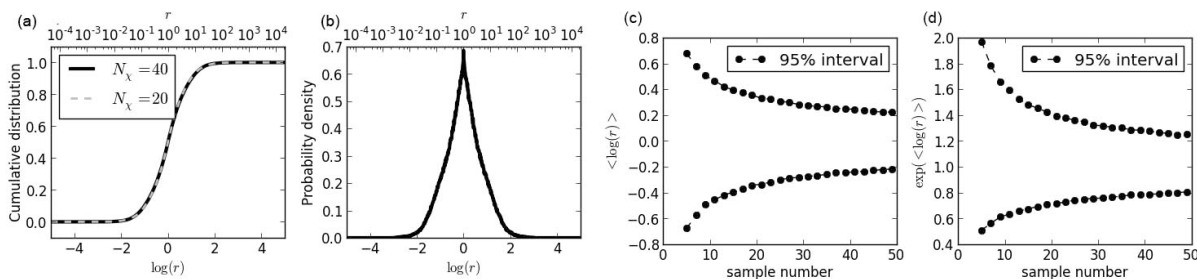 (a)
r
10^-4 10^-3 10^-2 10^-1 10^0 10^1 10^2 10^3 10^4
Cumulative distribution
1.0
0.8
0.6
0.4
0.2
0.0
N_χ = 40
N_χ = 20
−4 −2 0 2 4
log(r)
(b)
r
10^-4 10^-3 10^-2 10^-1 10^0 10^1 10^2 10^3 10^4
Probability density
0.7
0.6
0.5
0.4
0.3
0.2
0.1
0.0
−4 −2 0 2 4
log(r)
(c)
<log(r)>
0.8
0.6
0.4
0.2
0.0
−0.2
−0.4
−0.6
−0.8
95% interval
0 10 20 30 40 50
sample number
(d)
exp(<log(r)>)
2.0
1.8
1.6
1.4
1.2
1.0
0.8
0.6
0.4
95% interval
0 10 20 30 40 50
sample number